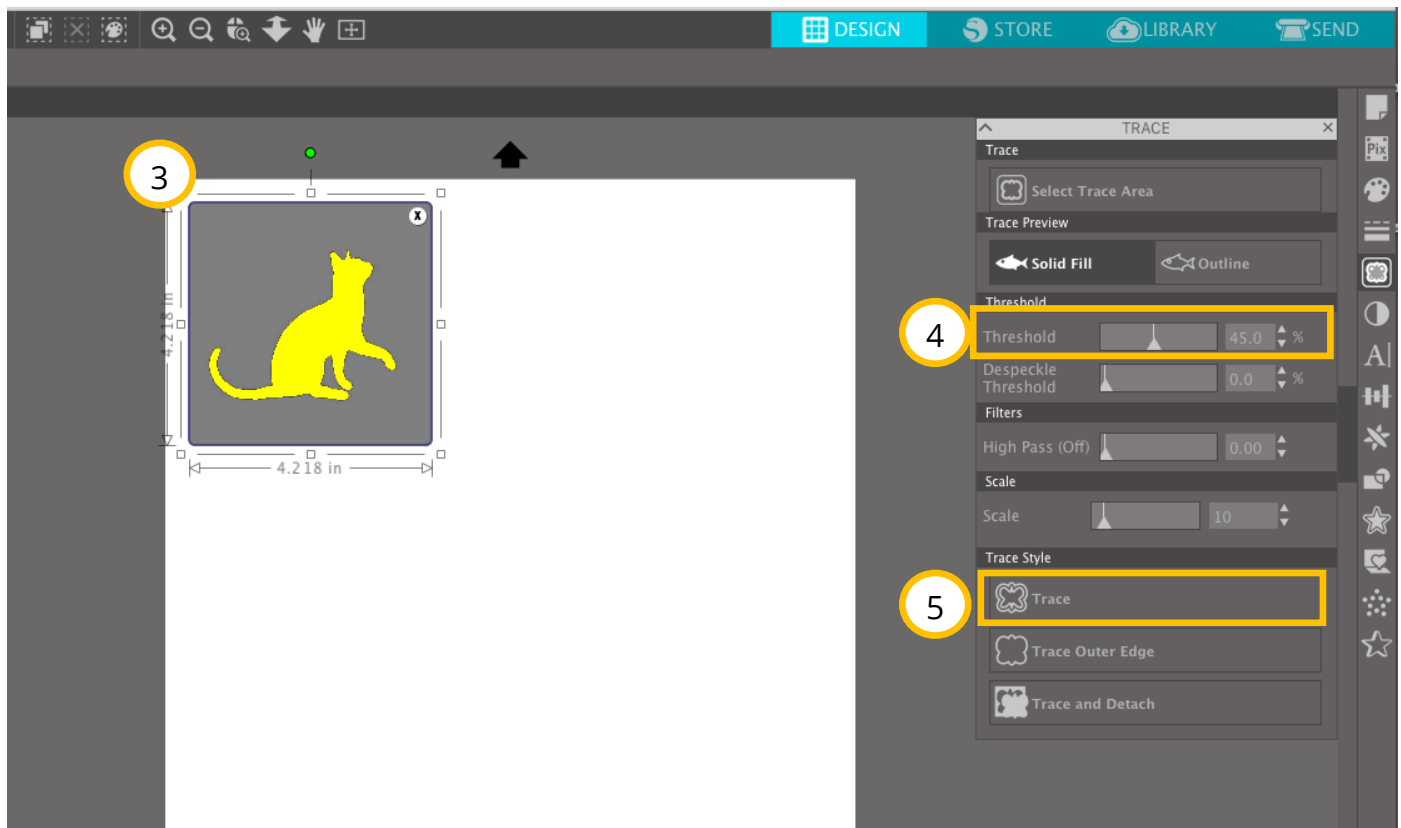 DESIGN
STORE
LIBRARY
SEND
TRACE
Trace
Select Trace Area
Trace Preview
Solid Fill
Outline
Threshold
Threshold 45.0 %
Despeckle
Threshold 0.0 %
Filters
High Pass (Off) 0.00
Scale
Scale 10
Trace Style
Trace
Trace Outer Edge
Trace and Detach
3
X
4.218 in
4.218 in
4
5
Pix
A